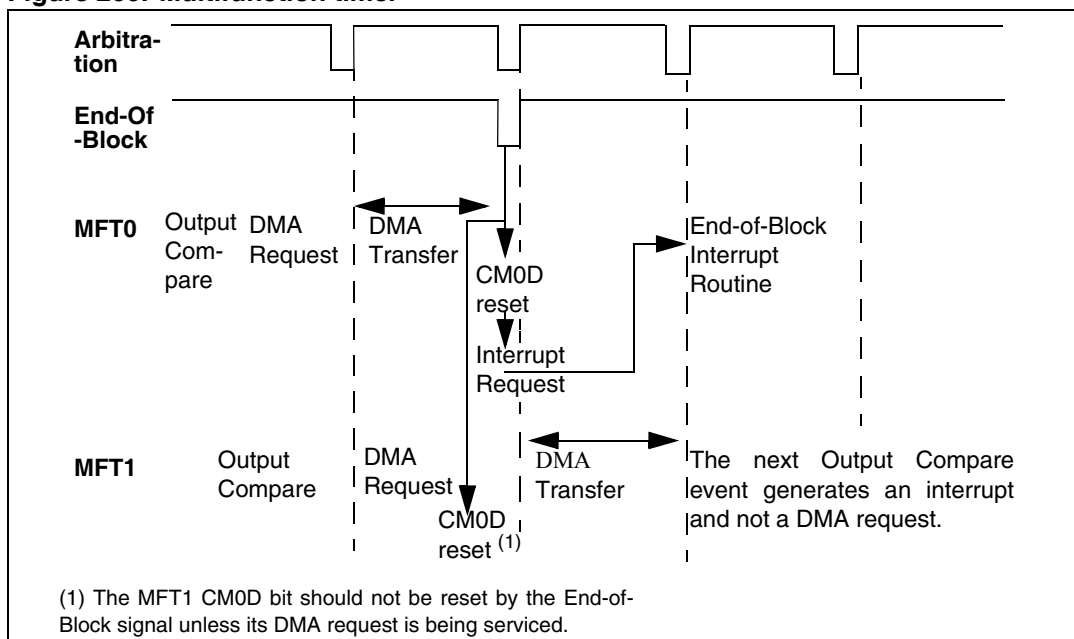 Arbitra-
tion
End-Of
-Block
MFT0
Output
Com-
pare
DMA
Request
DMA
Transfer
CM0D
reset
Interrupt
Request
End-of-Block
Interrupt
Routine
MFT1
Output
Compare
DMA
Request
CM0D
reset (1)
DMA
Transfer
The next Output Compare
event generates an interrupt
and not a DMA request.
(1) The MFT1 CM0D bit should not be reset by the End-of-
Block signal unless its DMA request is being serviced.